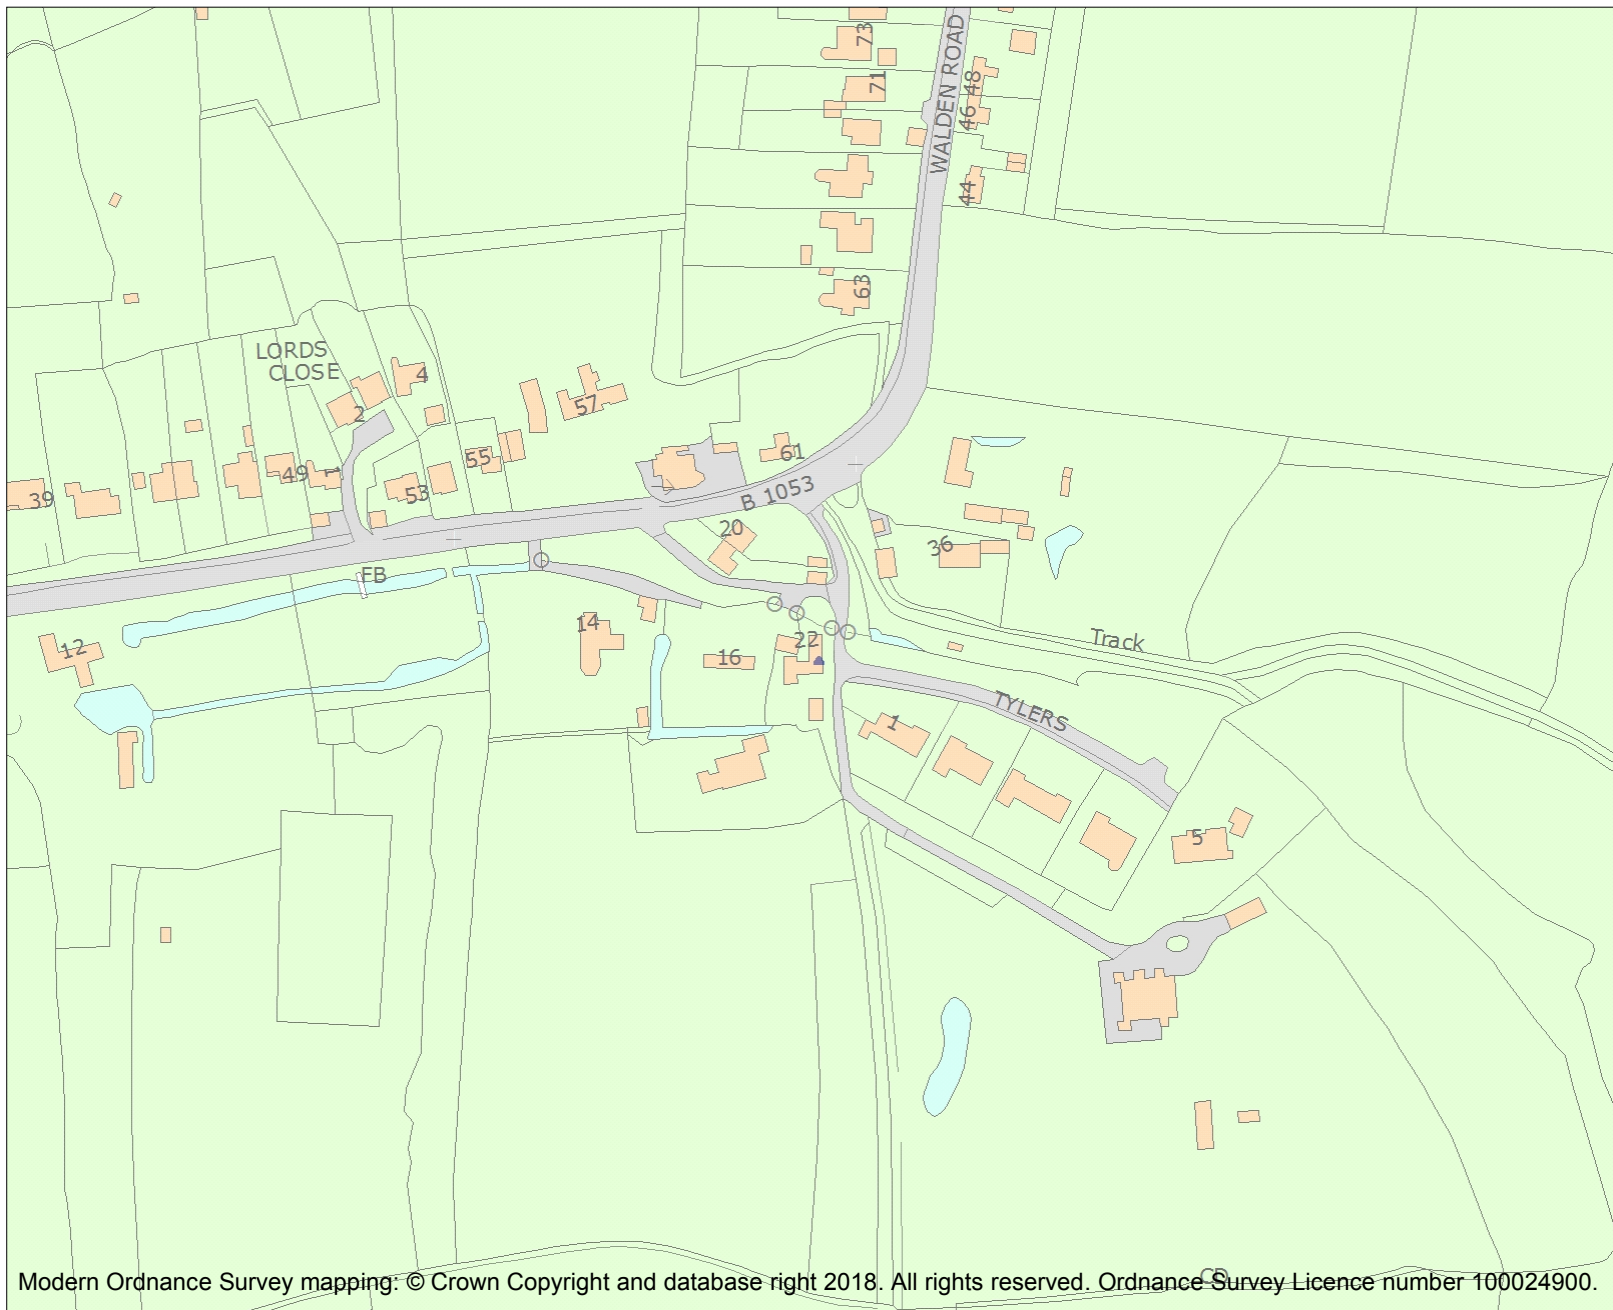 73
WALDEN ROAD
71
48
46
44
63
LORDS
CLOSE
4
2
57
61
55
49
1
53
39
B 1053
20
36
FB
14
22
12
16
Track
TYLERS
1
5
CD
Modern Ordnance Survey mapping: © Crown Copyright and database right 2018. All rights reserved. Ordnance Survey Licence number 100024900.